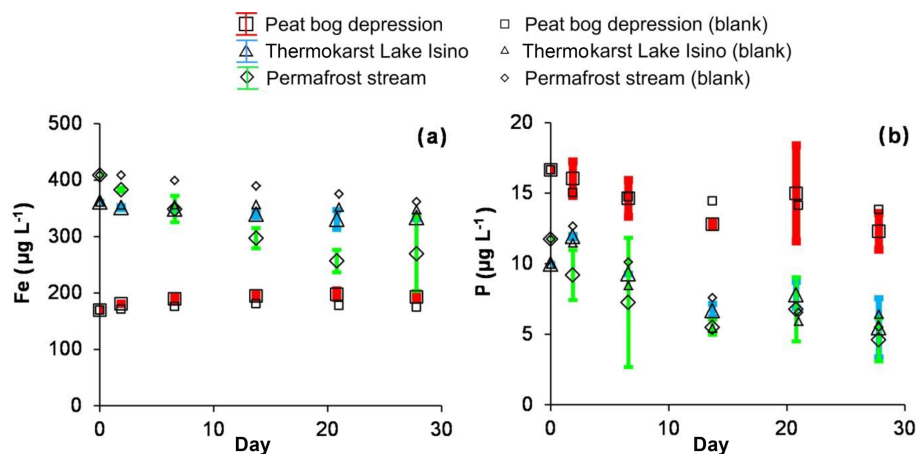 Peat bog depression
Thermokarst Lake Isino
Permafrost stream
Peat bog depression (blank)
Thermokarst Lake Isino (blank)
Permafrost stream (blank)
(a)
Fe (µg L⁻¹)
500
400
300
200
100
0
0 10 20 30
Day
(b)
P (µg L⁻¹)
20
15
10
5
0
0 10 20 30
Day